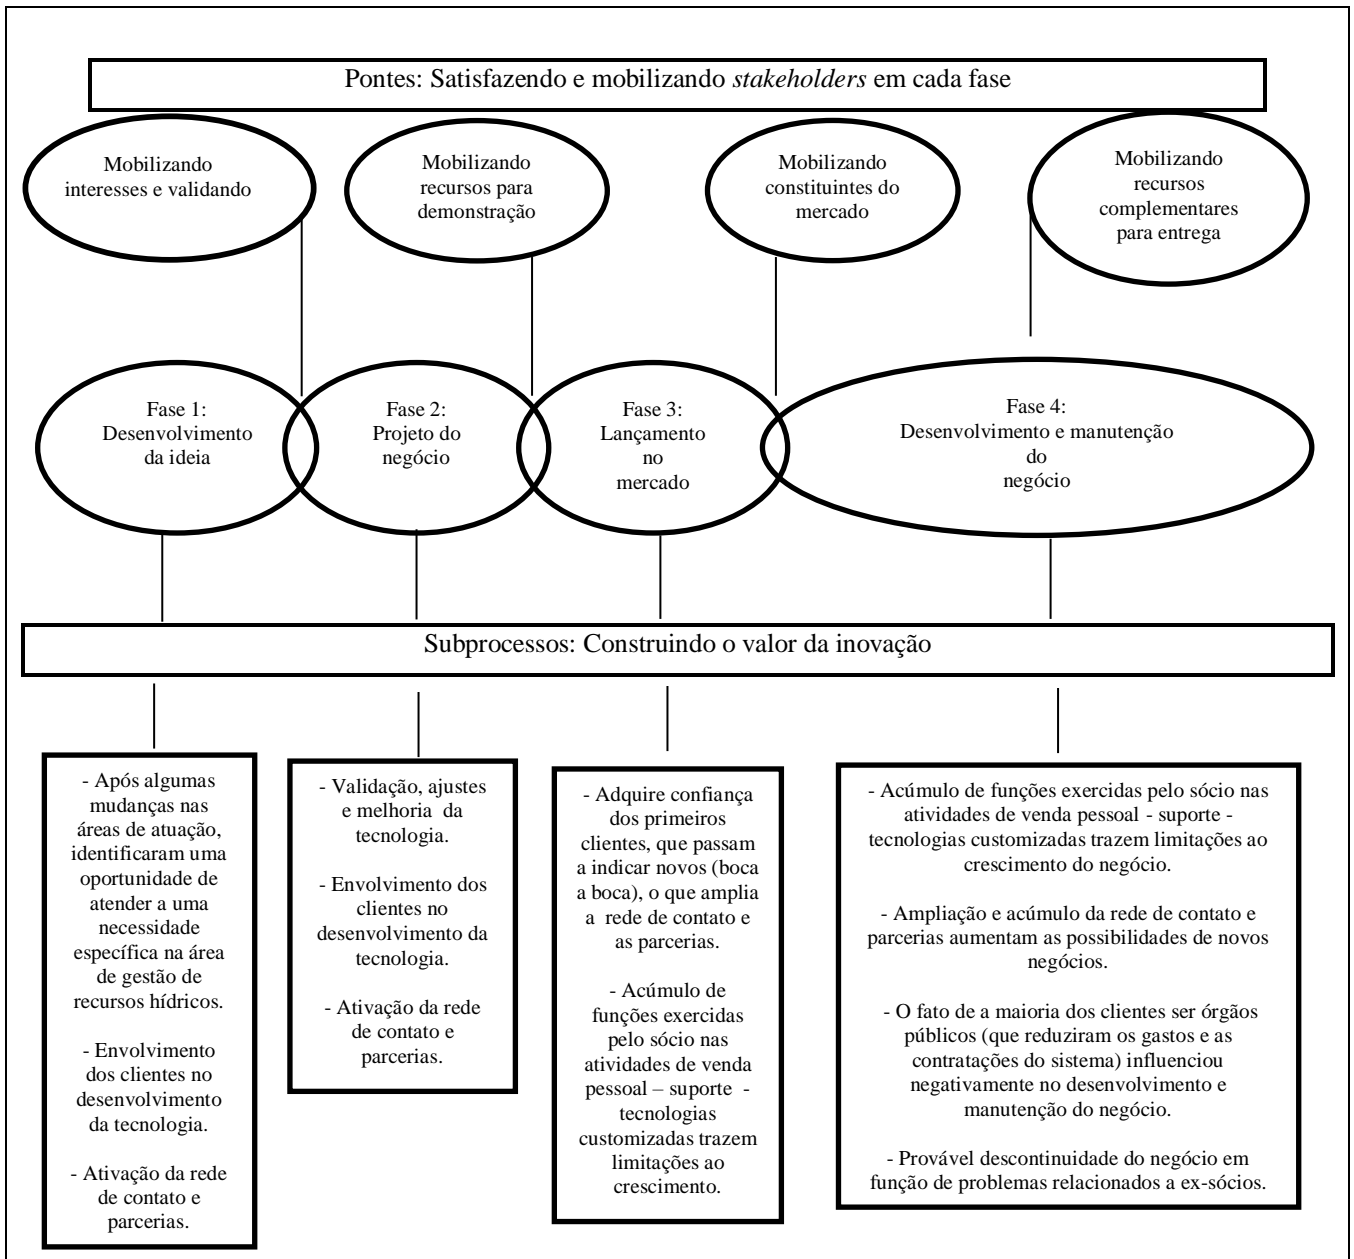 Pontes: Satisfazendo e mobilizando stakeholders em cada fase
Mobilizando
interesses e validando
Mobilizando
recursos para
demonstração
Mobilizando
constituintes do
mercado
Mobilizando
recursos
complementares
para entrega
Fase 1:
Desenvolvimento
da ideia
Fase 2:
Projeto do
negócio
Fase 3:
Lançamento
no
mercado
Fase 4:
Desenvolvimento e manutenção
do
negócio
Subprocessos: Construindo o valor da inovação
- Após algumas
mudanças nas
áreas de atuação,
identificaram uma
oportunidade de
atender a uma
necessidade
específica na área
de gestão de
recursos hídricos.
- Envolvimento
dos clientes no
desenvolvimento
da tecnologia.
- Ativação da rede
de contato e
parcerias.
- Validação, ajustes
e melhoria da
tecnologia.
- Envolvimento dos
clientes no
desenvolvimento da
tecnologia.
- Ativação da rede
de contato e
parcerias.
- Adquire confiança
dos primeiros
clientes, que passam
a indicar novos (boca
a boca), o que amplia
a rede de contato e
as parcerias.
- Acúmulo de
funções exercidas
pelo sócio nas
atividades de venda
pessoal – suporte -
tecnologias
customizadas trazem
limitações ao
crescimento.
- Acúmulo de funções exercidas pelo sócio nas
atividades de venda pessoal - suporte -
tecnologias customizadas trazem limitações ao
crescimento do negócio.
- Ampliação e acúmulo da rede de contato e
parcerias aumentam as possibilidades de novos
negócios.
- O fato de a maioria dos clientes ser órgãos
públicos (que reduziram os gastos e as
contratações do sistema) influenciou
negativamente no desenvolvimento e
manutenção do negócio.
- Provável descontinuidade do negócio em
função de problemas relacionados a ex-sócios.